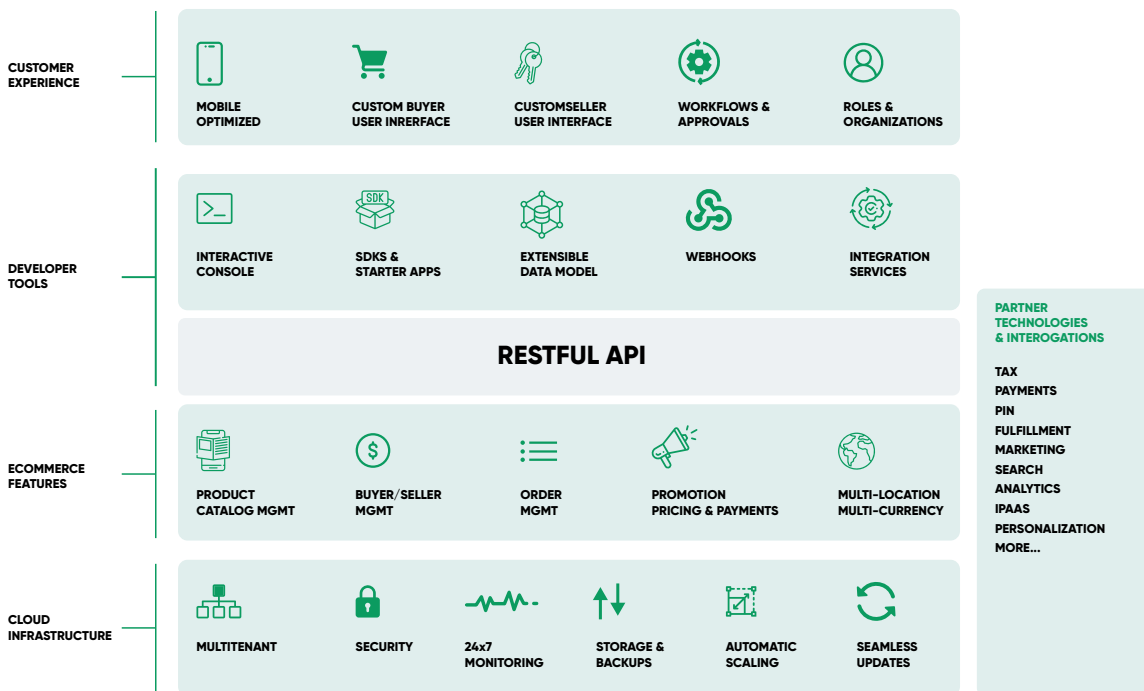 CUSTOMER
EXPERIENCE
MOBILE
OPTIMIZED
CUSTOM BUYER
USER INRERFACE
CUSTOMSELLER
USER INTERFACE
WORKFLOWS &
APPROVALS
ROLES &
ORGANIZATIONS
DEVELOPER
TOOLS
INTERACTIVE
CONSOLE
SDK
SDKS &
STARTER APPS
EXTENSIBLE
DATA MODEL
WEBHOOKS
INTEGRATION
SERVICES
RESTFUL API
ECOMMERCE
FEATURES
PRODUCT
CATALOG MGMT
BUYER/SELLER
MGMT
ORDER
MGMT
PROMOTION
PRICING & PAYMENTS
MULTI-LOCATION
MULTI-CURRENCY
CLOUD
INFRASTRUCTURE
MULTITENANT
SECURITY
24x7
MONITORING
STORAGE &
BACKUPS
AUTOMATIC
SCALING
SEAMLESS
UPDATES
PARTNER
TECHNOLOGIES
& INTEROGATIONS
TAX
PAYMENTS
PIN
FULFILLMENT
MARKETING
SEARCH
ANALYTICS
IPAAS
PERSONALIZATION
MORE...